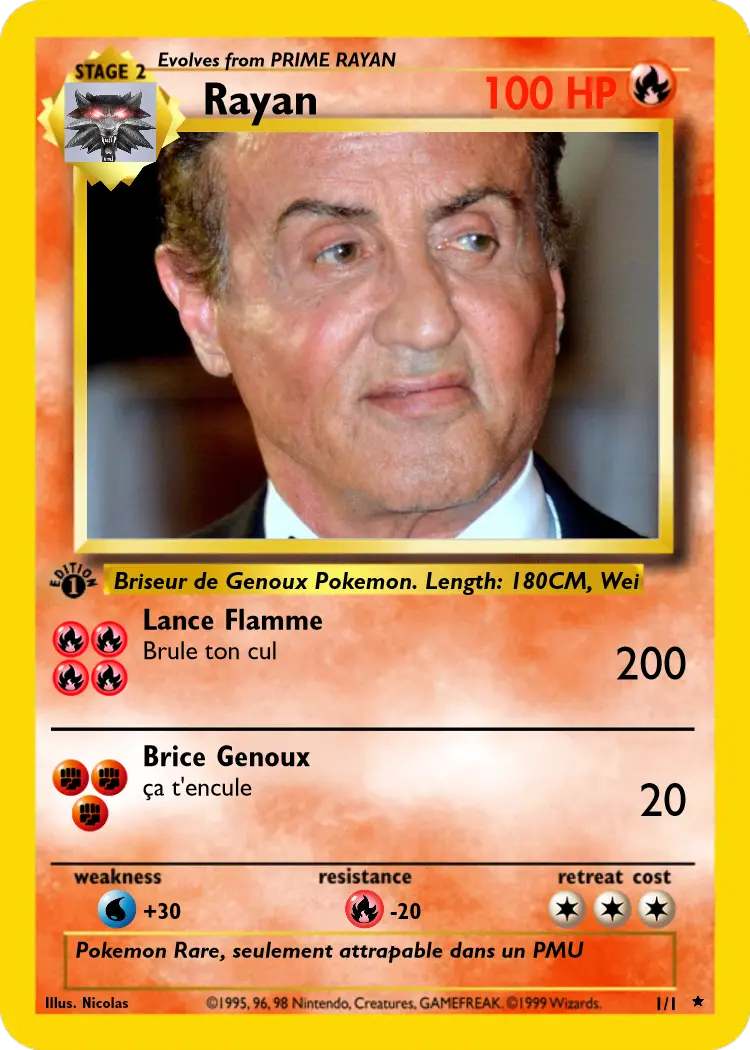 Evolves from PRIME RAYAN
STAGE 2
Rayan
100 HP
EDITION
1
Briseur de Genoux Pokemon. Length: 180CM, Wei
Lance Flamme
Brule ton cul
200
Brice Genoux
ça t'encule
20
weakness resistance retreat cost
+30 -20
Pokemon Rare, seulement attrapable dans un PMU
Illus. Nicolas ©1995, 96, 98 Nintendo, Creatures, GAMEFREAK. ©1999 Wizards. 1/1 ★